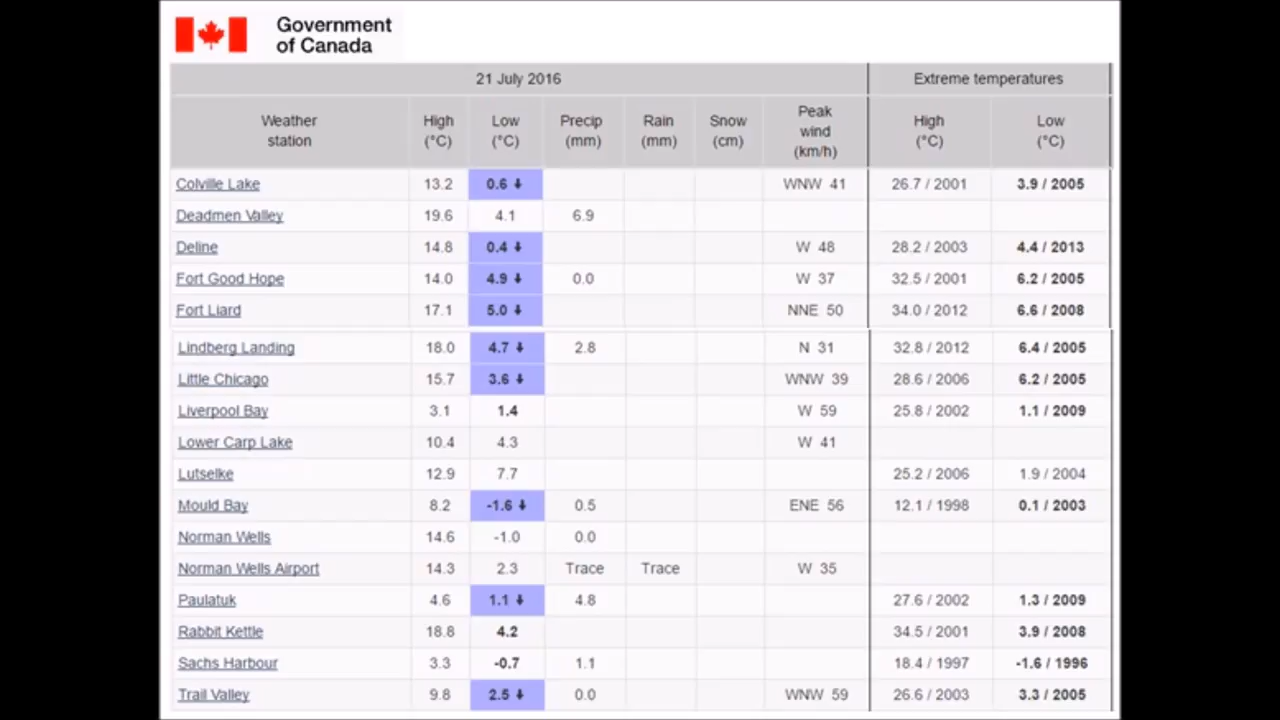 Government
of Canada
21 July 2016 Extreme temperatures
Weather station High (°C) Low (°C) Precip (mm) Rain (mm) Snow (cm) Peak wind (km/h) High (°C) Low (°C)
Colville Lake 13.2 0.6 ↓ WNW 41 26.7 / 2001 3.9 / 2005
Deadmen Valley 19.6 4.1 6.9
Deline 14.8 0.4 ↓ W 48 28.2 / 2003 4.4 / 2013
Fort Good Hope 14.0 4.9 ↓ 0.0 W 37 32.5 / 2001 6.2 / 2005
Fort Liard 17.1 5.0 ↓ NNE 50 34.0 / 2012 6.6 / 2008
Lindberg Landing 18.0 4.7 ↓ 2.8 N 31 32.8 / 2012 6.4 / 2005
Little Chicago 15.7 3.6 ↓ WNW 39 28.6 / 2006 6.2 / 2005
Liverpool Bay 3.1 1.4 W 59 25.8 / 2002 1.1 / 2009
Lower Carp Lake 10.4 4.3 W 41
Lutselke 12.9 7.7 25.2 / 2006 1.9 / 2004
Mould Bay 8.2 -1.6 ↓ 0.5 ENE 56 12.1 / 1998 0.1 / 2003
Norman Wells 14.6 -1.0 0.0
Norman Wells Airport 14.3 2.3 Trace Trace W 35
Paulatuk 4.6 1.1 ↓ 4.8 27.6 / 2002 1.3 / 2009
Rabbit Kettle 18.8 4.2 34.5 / 2001 3.9 / 2008
Sachs Harbour 3.3 -0.7 1.1 18.4 / 1997 -1.6 / 1996
Trail Valley 9.8 2.5 ↓ 0.0 WNW 59 26.6 / 2003 3.3 / 2005